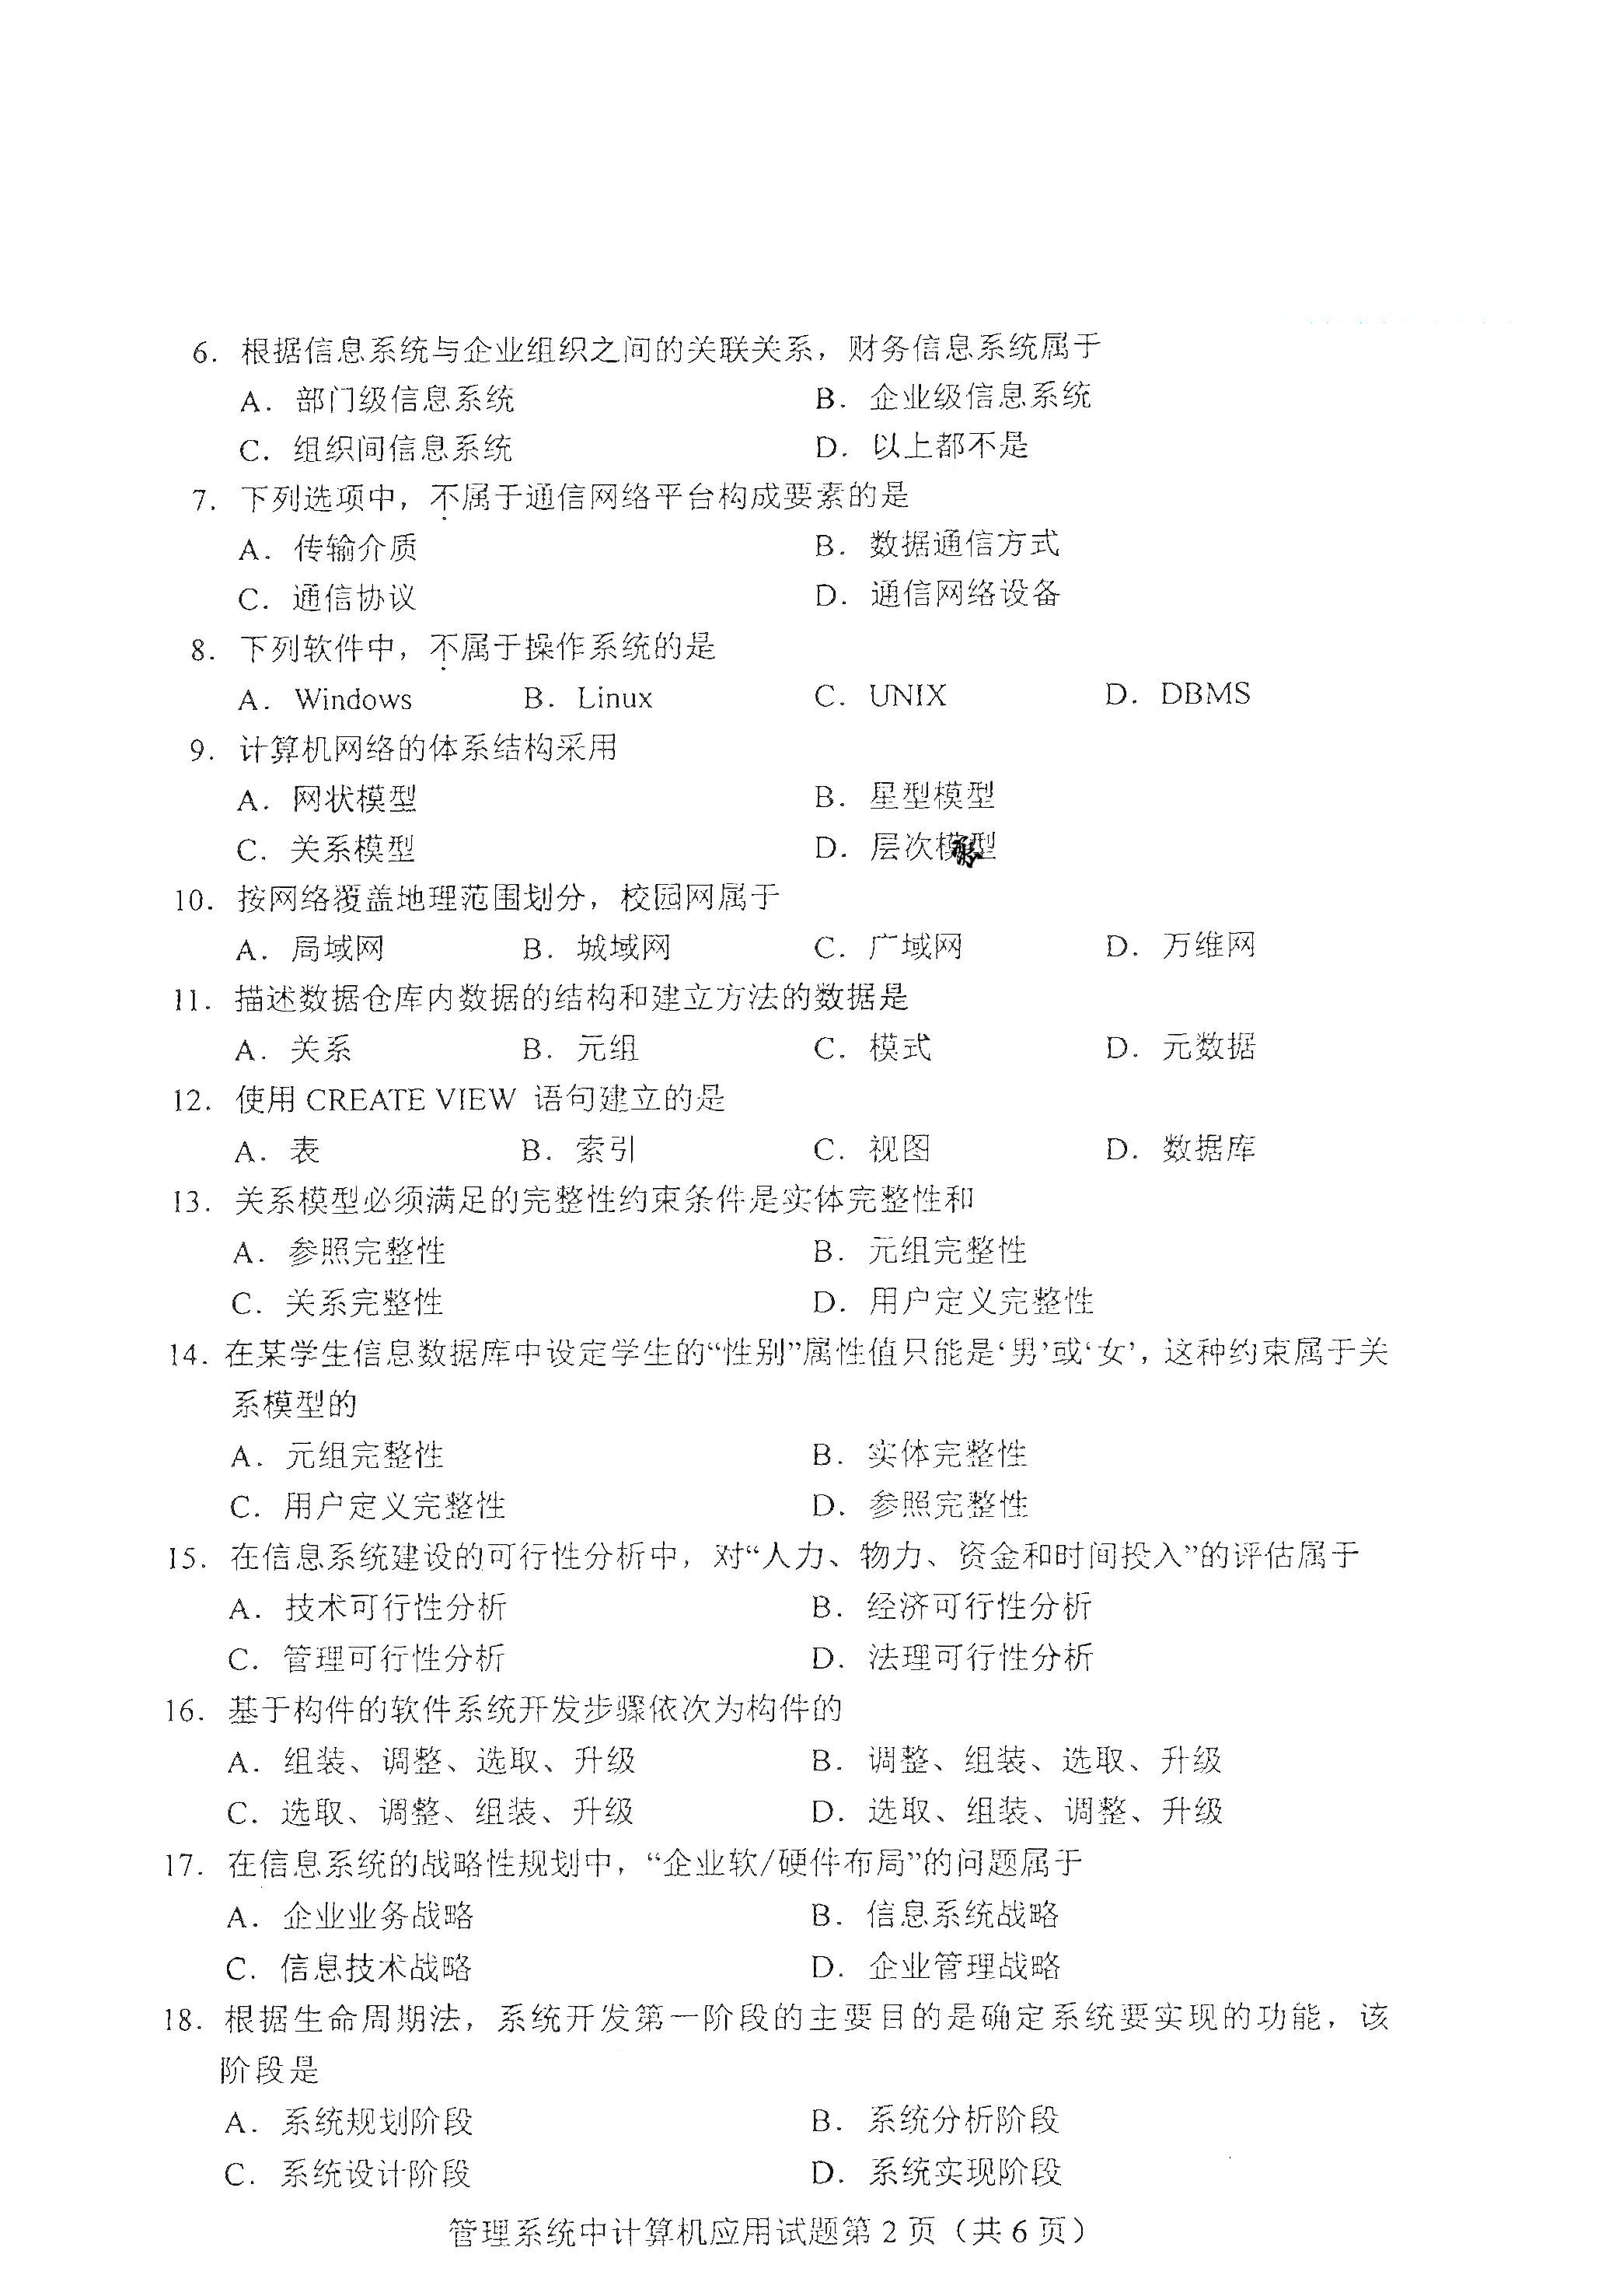 6. 根据信息系统与企业组织之间的关联关系，财务信息系统属于
A. 部门级信息系统 B. 企业级信息系统
C. 组织间信息系统 D. 以上都不是
7. 下列选项中，不属于通信网络平台构成要素的是
A. 传输介质 B. 数据通信方式
C. 通信协议 D. 通信网络设备
8. 下列软件中，不属于操作系统的是
A. Windows B. Linux C. UNIX D. DBMS
9. 计算机网络的体系结构采用
A. 网状模型 B. 星型模型
C. 关系模型 D. 层次模型
10. 按网络覆盖地理范围划分，校园网属于
A. 局域网 B. 城域网 C. 广域网 D. 万维网
11. 描述数据仓库内数据的结构和建立方法的数据是
A. 关系 B. 元组 C. 模式 D. 元数据
12. 使用 CREATE VIEW 语句建立的是
A. 表 B. 索引 C. 视图 D. 数据库
13. 关系模型必须满足的完整性约束条件是实体完整性和
A. 参照完整性 B. 元组完整性
C. 关系完整性 D. 用户定义完整性
14. 在某学生信息数据库中设定学生的“性别”属性值只能是‘男’或‘女’，这种约束属于关
系模型的
A. 元组完整性 B. 实体完整性
C. 用户定义完整性 D. 参照完整性
15. 在信息系统建设的可行性分析中，对“人力、物力、资金和时间投入”的评估属于
A. 技术可行性分析 B. 经济可行性分析
C. 管理可行性分析 D. 法理可行性分析
16. 基于构件的软件系统开发步骤依次为构件的
A. 组装、调整、选取、升级 B. 调整、组装、选取、升级
C. 选取、调整、组装、升级 D. 选取、组装、调整、升级
17. 在信息系统的战略性规划中，“企业软/硬件布局”的问题属于
A. 企业业务战略 B. 信息系统战略
C. 信息技术战略 D. 企业管理战略
18. 根据生命周期法，系统开发第一阶段的主要目的是确定系统要实现的功能，该
阶段是
A. 系统规划阶段 B. 系统分析阶段
C. 系统设计阶段 D. 系统实现阶段
管理系统中计算机应用试题第 2 页（共 6 页）